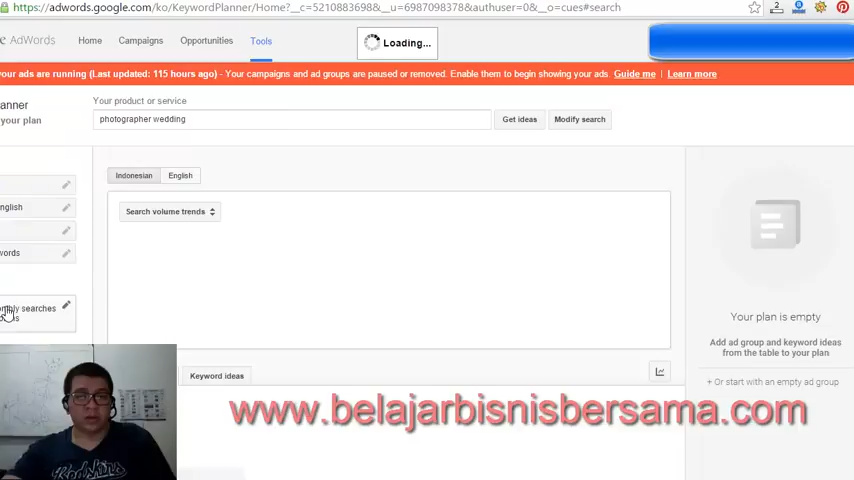 https://adwords.google.com/ko/KeywordPlanner/Home?__c=5210883698&__u=6987098378&authuser=0&__o=cues#search
2
e AdWords Home Campaigns Opportunities Tools
Loading...
your ads are running (Last updated: 115 hours ago) - Your campaigns and ad groups are paused or removed. Enable them to begin showing your ads. Guide me Learn more
anner
your plan
Your product or service
photographer wedding
Get ideas
Modify search
Indonesian English
Search volume trends
nglish
words
onthly searches
Keyword ideas
Your plan is empty
Add ad group and keyword ideas
from the table to your plan
+ Or start with an empty ad group
www.belajarbisnisbersama.com
Redskins